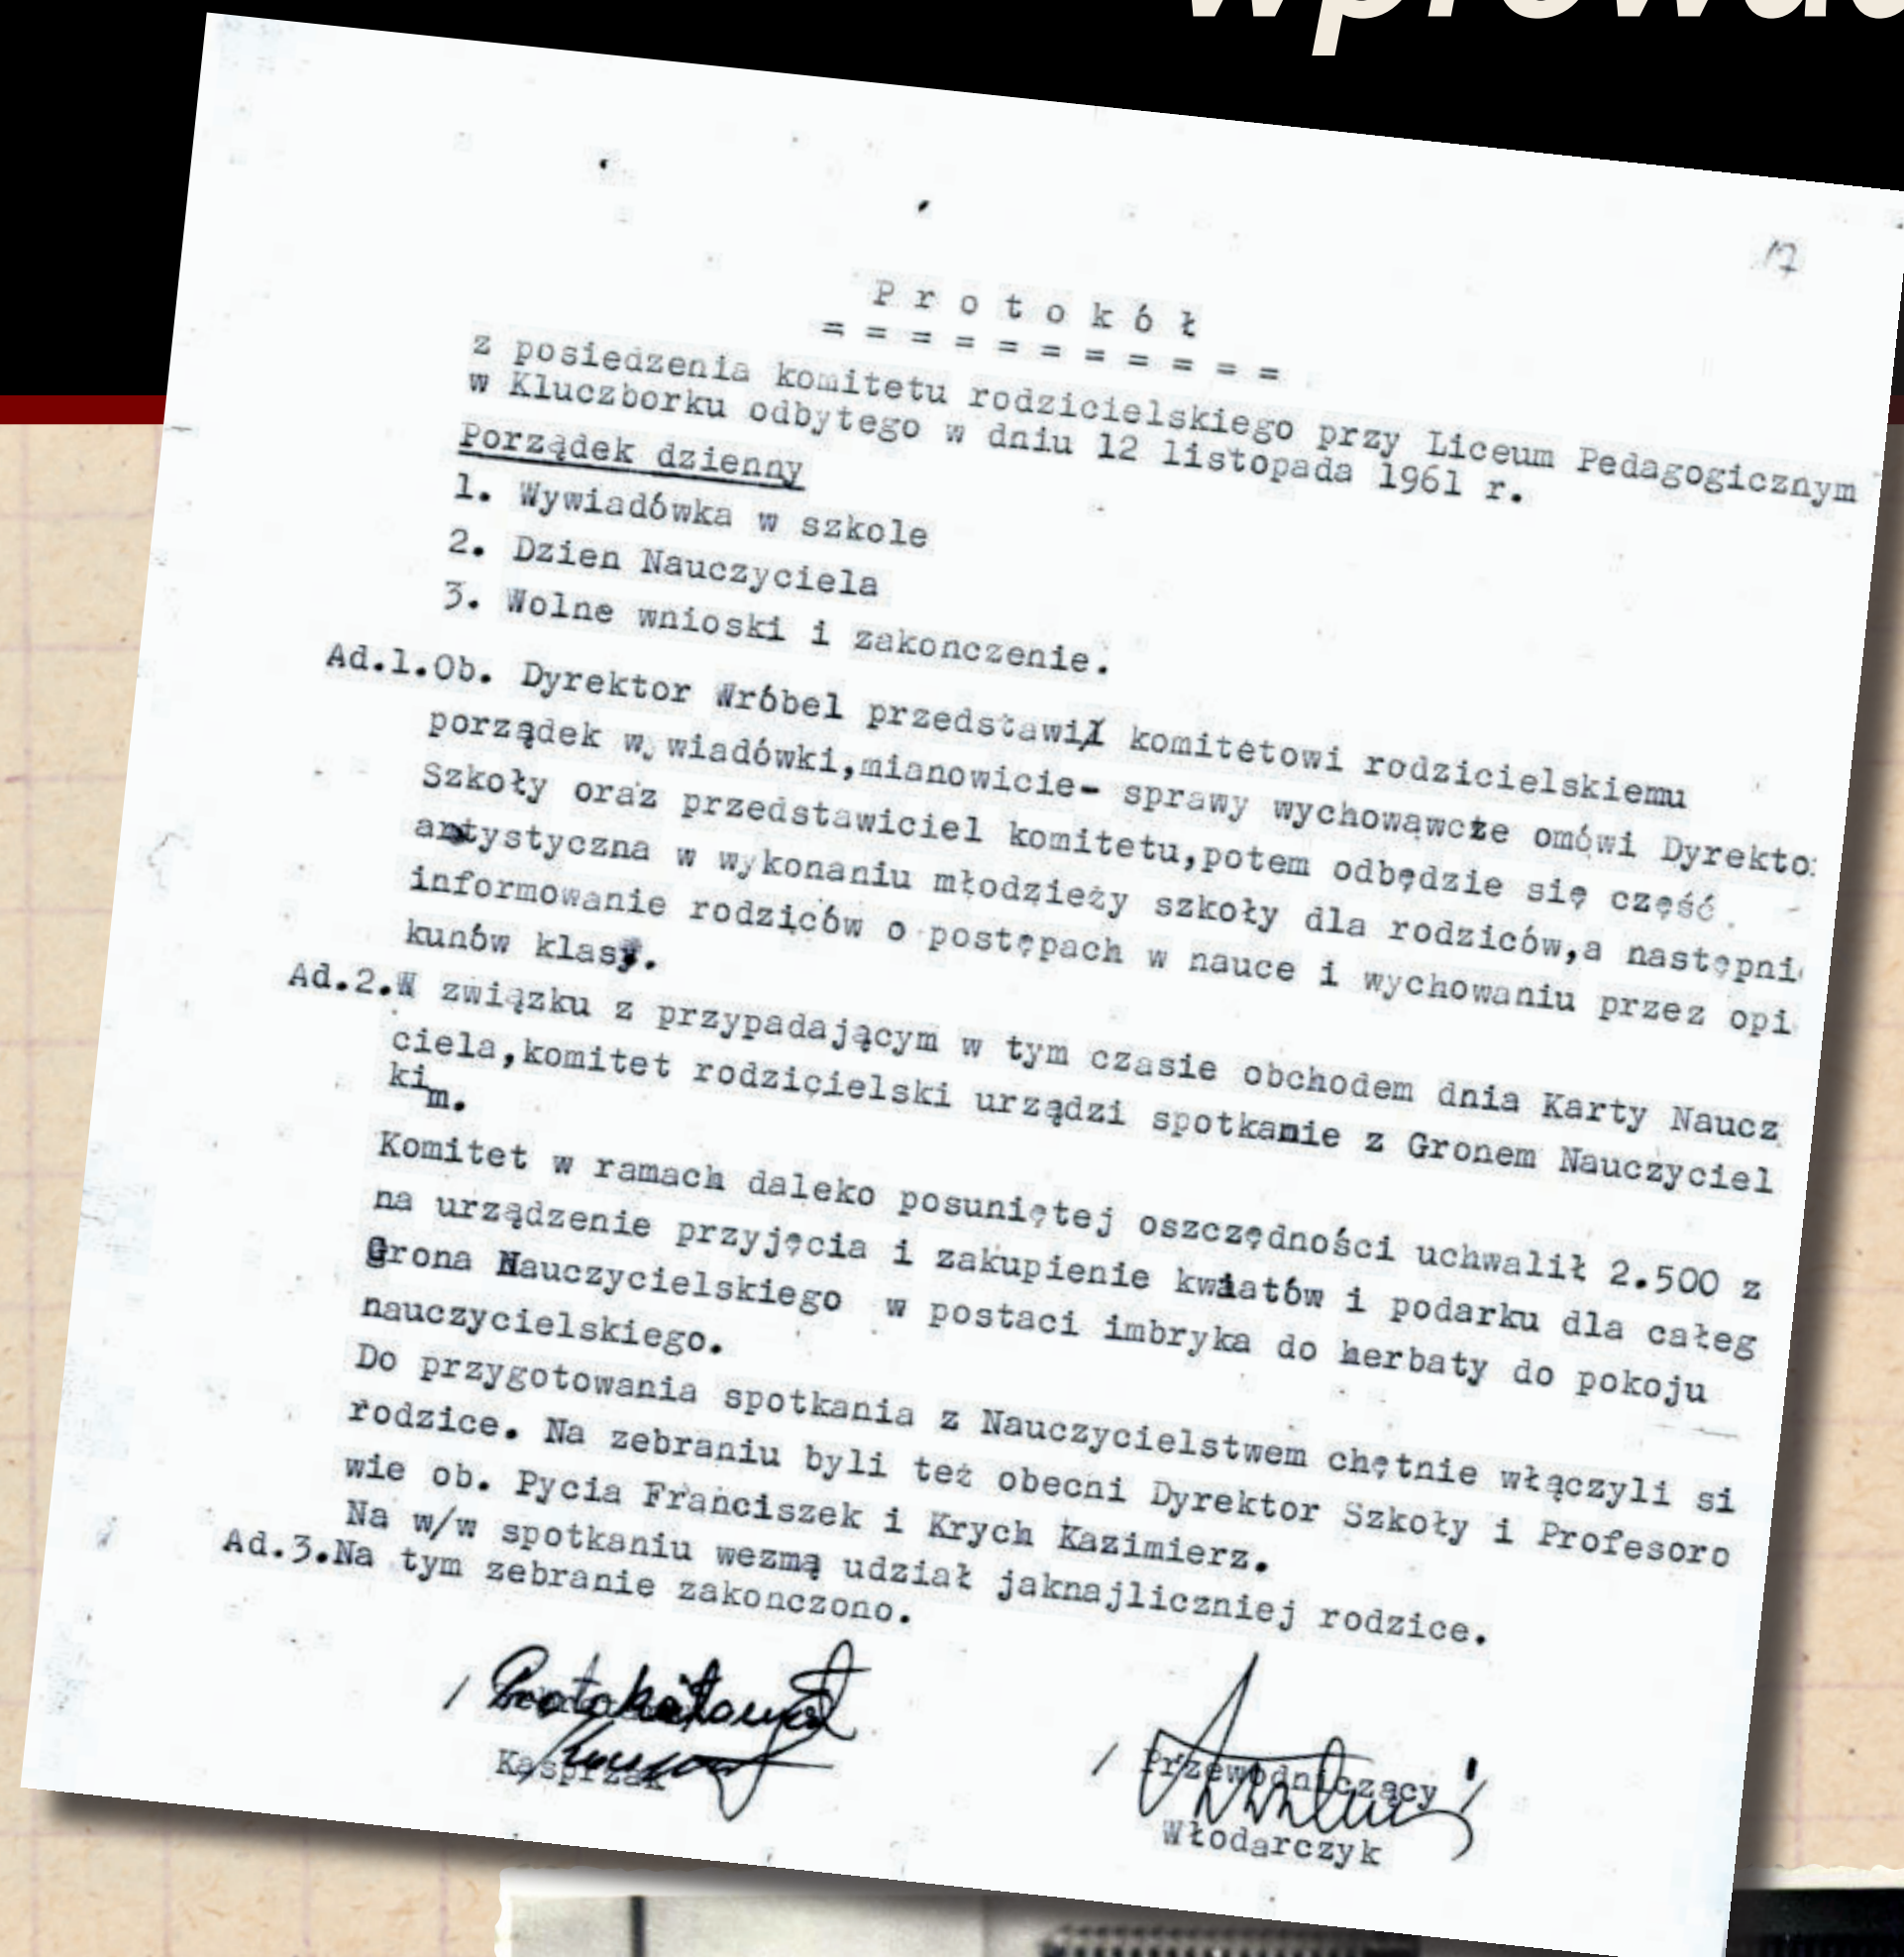 17
Protokół
= = = = = = = = = = =
z posiedzenia komitetu rodzicielskiego przy Liceum Pedagogicznym
w Kluczborku odbytego w dniu 12 listopada 1961 r.
Porządek dzienny
1. Wywiadówka w szkole
2. Dzien Nauczyciela
3. Wolne wnioski i zakonczenie.
Ad.1.Ob. Dyrektor Wróbel przedstawił komitetowi rodzicielskiemu
porządek wywiadówki,mianowicie- sprawy wychowawcze omówi Dyrektor
Szkoły oraz przedstawiciel komitetu,potem odbędzie się część
artystyczna w wykonaniu młodzieży szkoły dla rodziców,a następni
informowanie rodziców o postępach w nauce i wychowaniu przez opi
kunów klasy.
Ad.2.W związku z przypadającym w tym czasie obchodem dnia Karty Naucz
ciela,komitet rodzicielski urządzi spotkanie z Gronem Nauczyciel
kim.
Komitet w ramach daleko posuniętej oszczędności uchwalił 2.500 z
na urządzenie przyjęcia i zakupienie kwiatów i podarku dla całeg
Grona Nauczycielskiego w postaci imbryka do herbaty do pokoju
nauczycielskiego.
Do przygotowania spotkania z Nauczycielstwem chętnie włączyli si
rodzice. Na zebraniu byli też obecni Dyrektor Szkoły i Profesoro
wie ob. Pycia Franciszek i Krych Kazimierz.
Na w/w spotkaniu wezmą udział jaknajliczniej rodzice.
Ad.3.Na tym zebranie zakonczono.
/ Protokołował
/ Przewodniczący /
Kasprzak
Włodarczyk